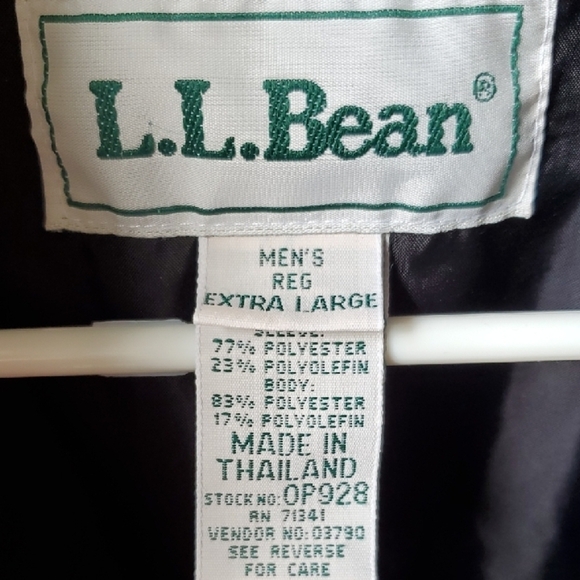 L.L.Bean®
MEN'S
REG
EXTRA LARGE
SLEEVE:
77% POLYESTER
23% POLYOLEFIN
BODY:
83% POLYESTER
17% POLYOLEFIN
MADE IN
THAILAND
STOCK NO: OP928
RN 71341
VENDOR NO: 03790
SEE REVERSE
FOR CARE